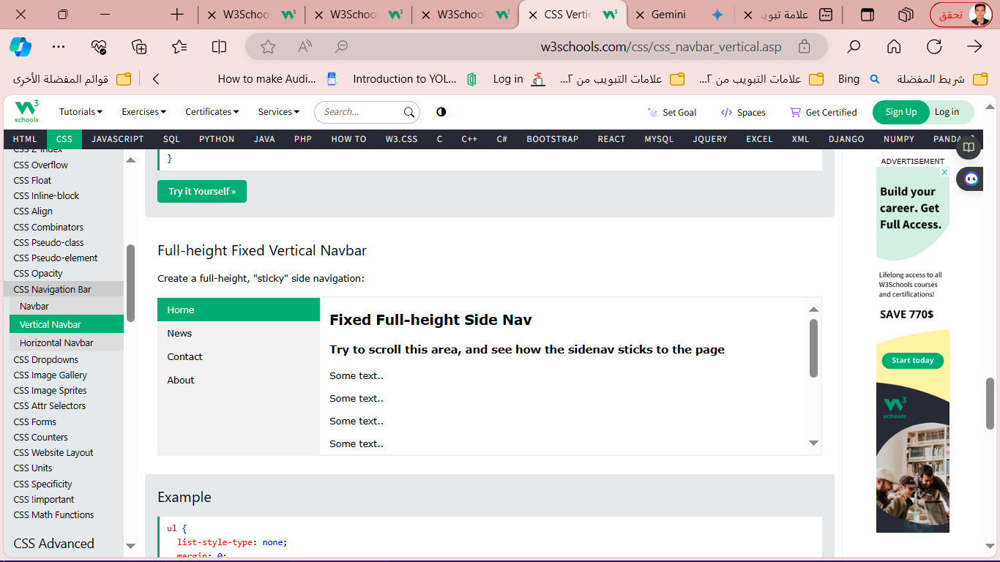 W3School
W3School
W3School
CSS Vertic
Gemini
علامة تبويب
تحقق
w3schools.com/css/css_navbar_vertical.asp
قوائم المفضلة الأخرى
How to make Audi...
Introduction to YOL...
Log in
علامات التبويب من ٢...
علامات التبويب من ٢...
Bing
شريط المفضلة
W3 schools
Tutorials
Exercises
Certificates
Services
Search...
Set Goal
Spaces
Get Certified
Sign Up
Log in
HTML CSS JAVASCRIPT SQL PYTHON JAVA PHP HOW TO W3.CSS C C++ C# BOOTSTRAP REACT MYSQL JQUERY EXCEL XML DJANGO NUMPY PANDA
CSS Z-index
CSS Overflow
CSS Float
CSS Inline-block
CSS Align
CSS Combinators
CSS Pseudo-class
CSS Pseudo-element
CSS Opacity
CSS Navigation Bar
Navbar
Vertical Navbar
Horizontal Navbar
CSS Dropdowns
CSS Image Gallery
CSS Image Sprites
CSS Attr Selectors
CSS Forms
CSS Counters
CSS Website Layout
CSS Units
CSS Specificity
CSS !important
CSS Math Functions
CSS Advanced
}
Try it Yourself »
Full-height Fixed Vertical Navbar
Create a full-height, "sticky" side navigation:
Home
News
Contact
About
Fixed Full-height Side Nav
Try to scroll this area, and see how the sidenav sticks to the page
Some text..
Some text..
Some text..
Some text..
Example
ul {
list-style-type: none;
margin: 0;
ADVERTISEMENT
Build your
career. Get
Full Access.
Lifelong access to all
W3Schools courses
and certifications!
SAVE 770$
Start today
W3 schools